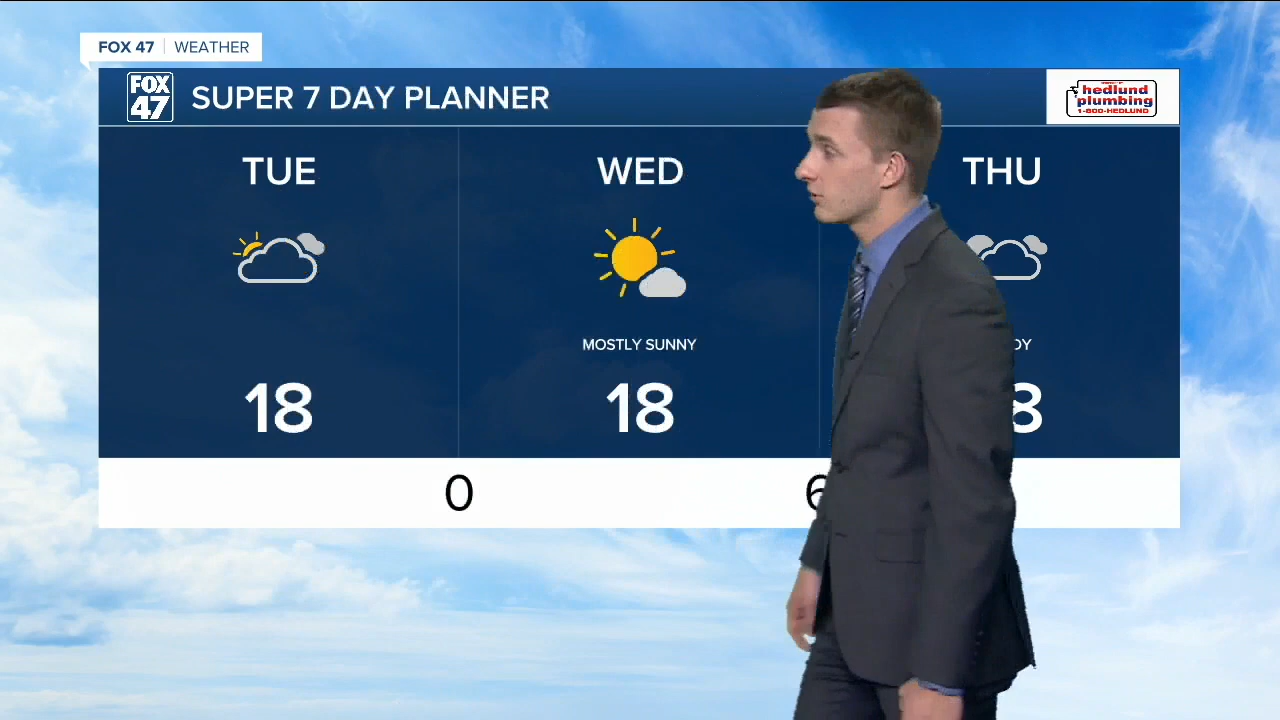 FOX 47 WEATHER
FOX
47
SUPER 7 DAY PLANNER
hedlund
plumbing
1-800-HEDLUND
TUE
WED
THU
MOSTLY SUNNY
18
18
0
6